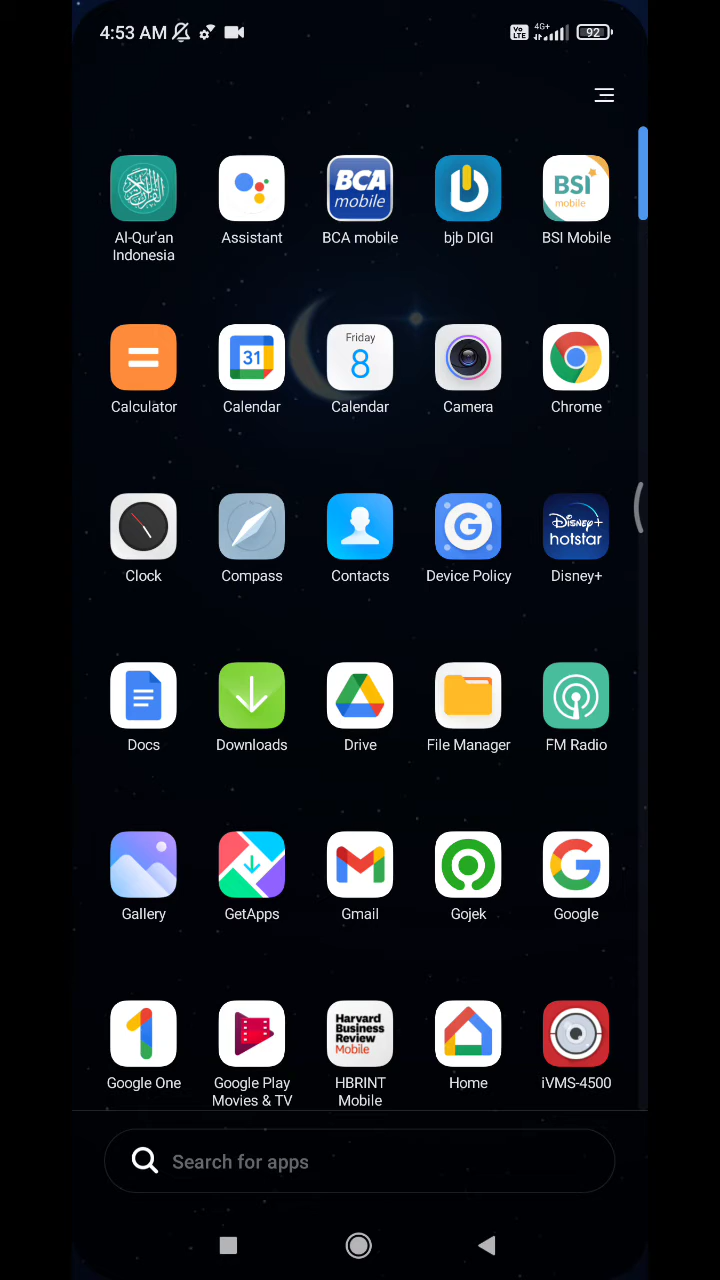 4:53 AM
Vo LTE 4G+ 92
BCA mobile
BSI mobile
Al-Qur'an Indonesia
Assistant
BCA mobile
bjb DIGI
BSI Mobile
31
Friday
8
Calculator
Calendar
Calendar
Camera
Chrome
Disney+ hotstar
Clock
Compass
Contacts
Device Policy
Disney+
Docs
Downloads
Drive
File Manager
FM Radio
Gallery
GetApps
Gmail
Gojek
Google
Harvard
Business
Review
Mobile
Google One
Google Play
Movies & TV
HBRINT
Mobile
Home
iVMS-4500
Search for apps